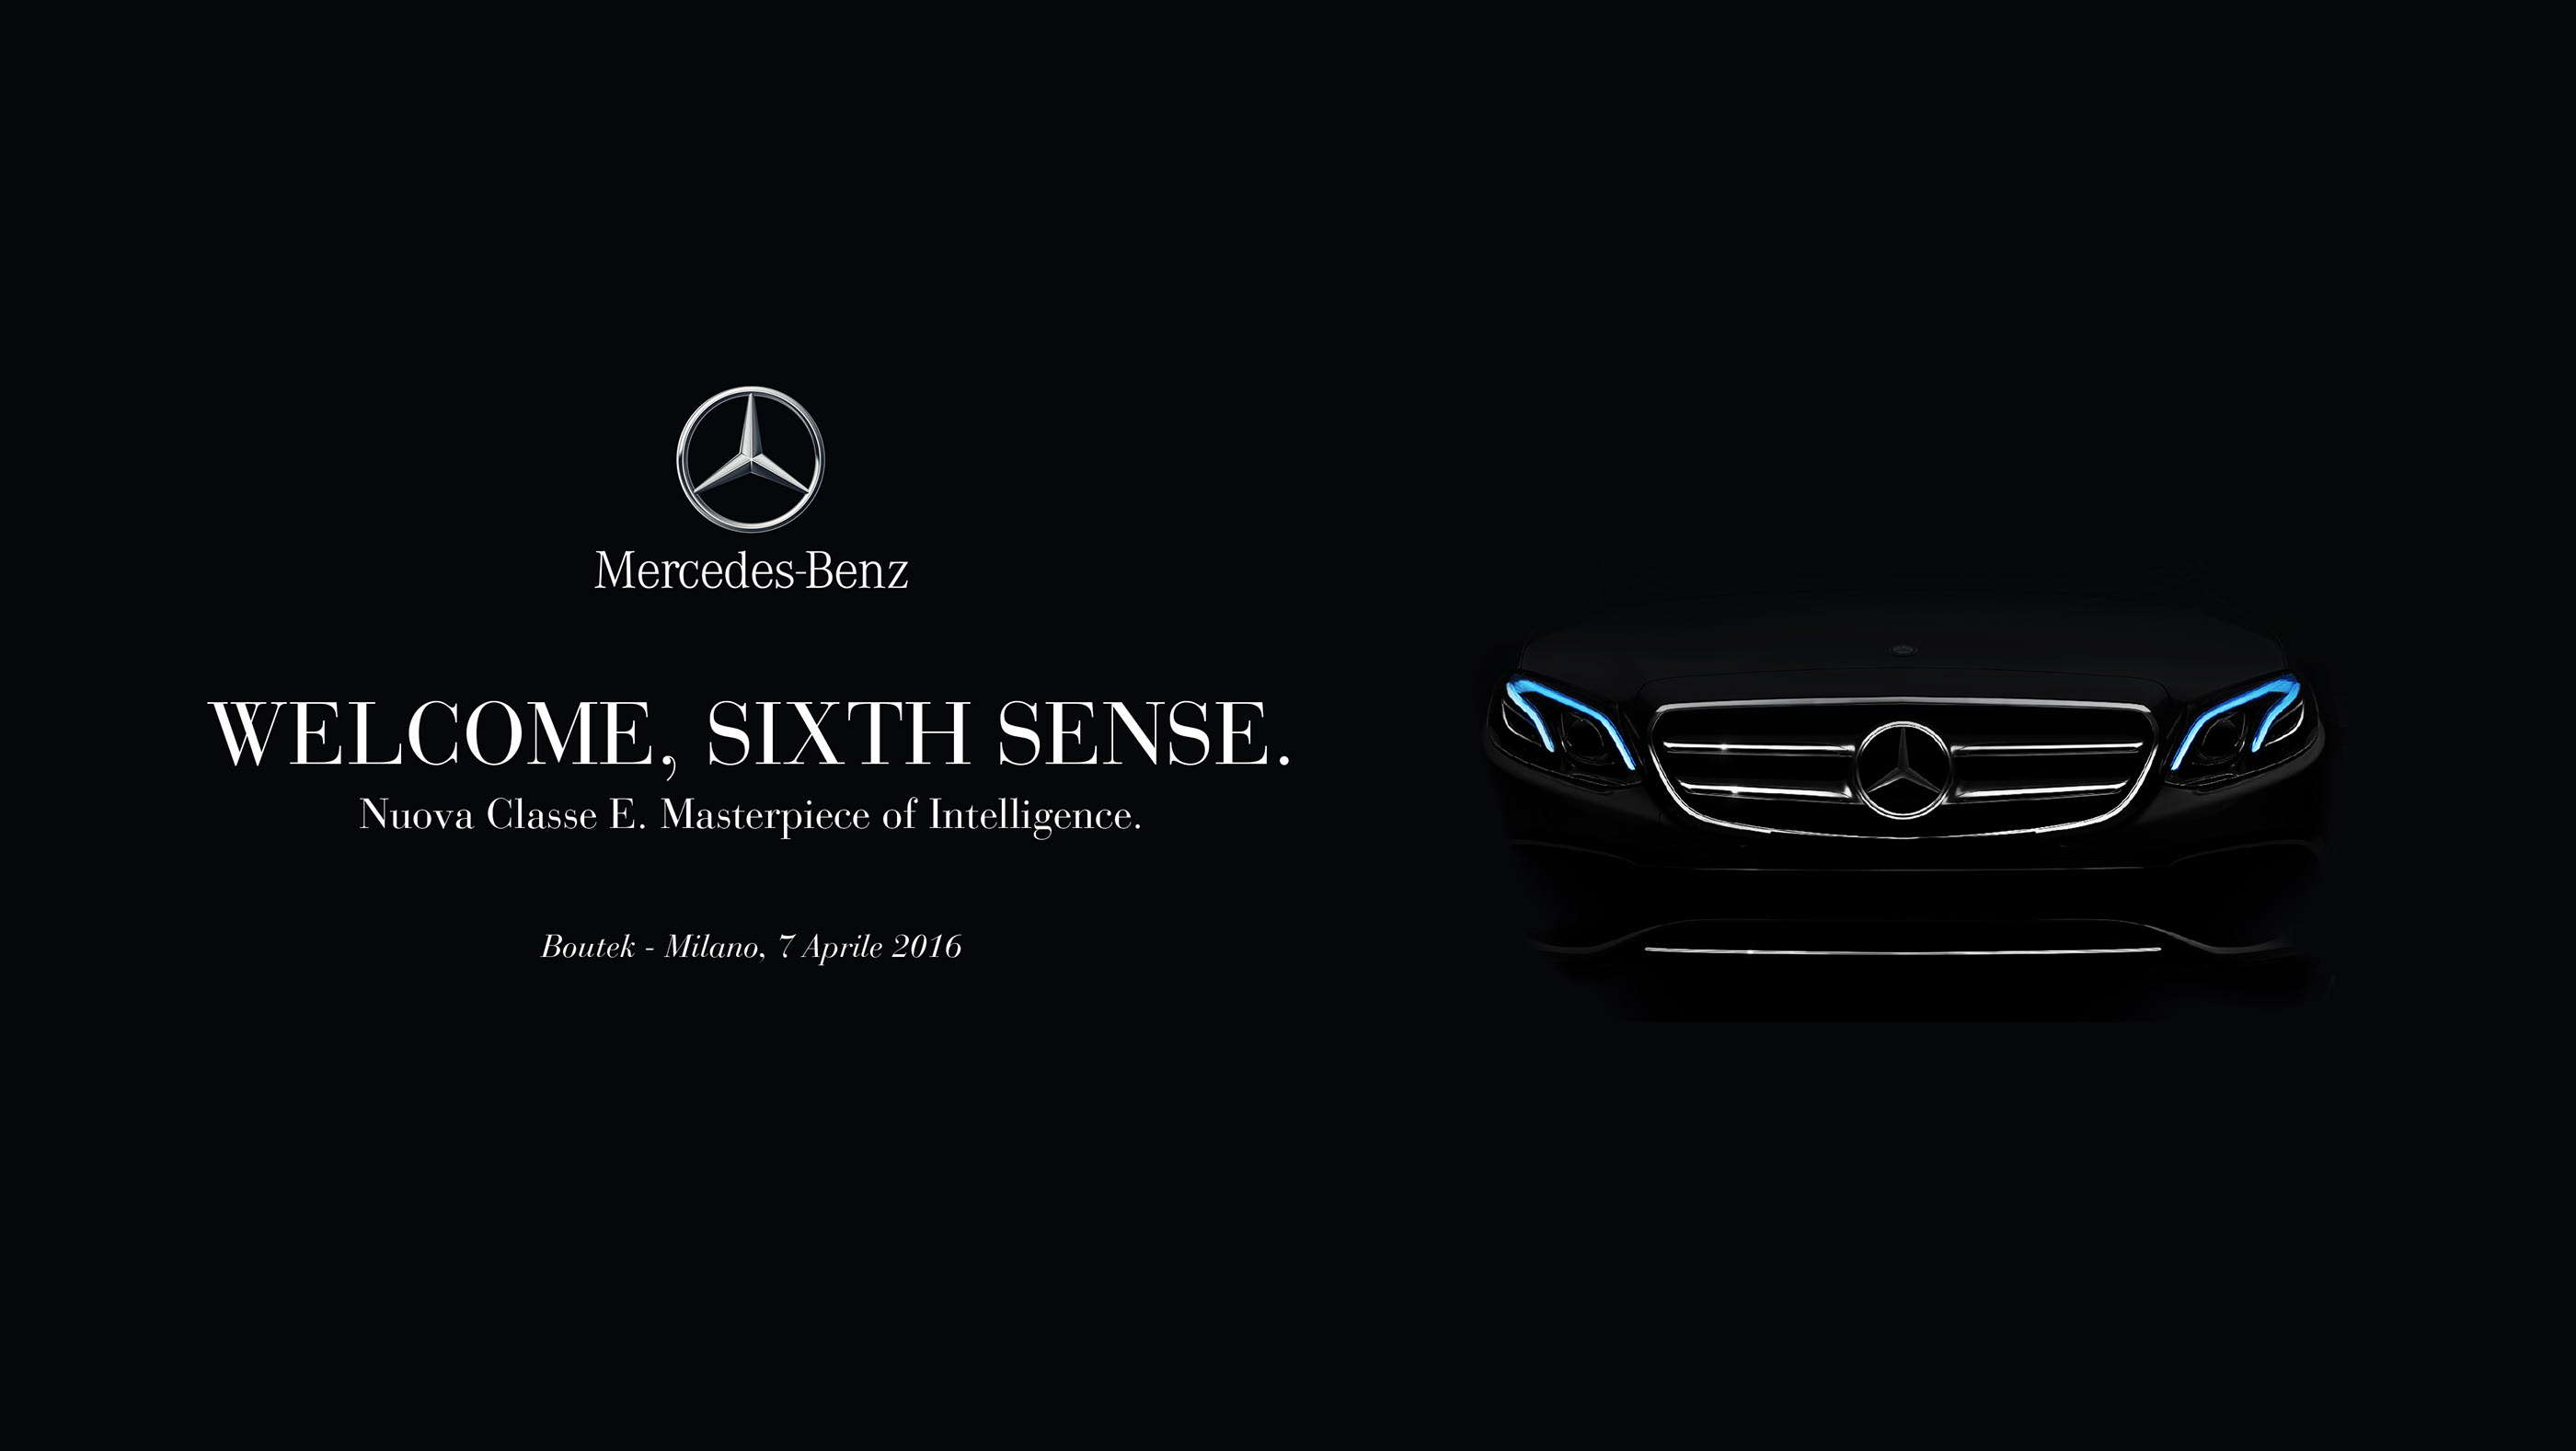 Mercedes-Benz
WELCOME, SIXTH SENSE.
Nuova Classe E. Masterpiece of Intelligence.
Boutek - Milano, 7 Aprile 2016